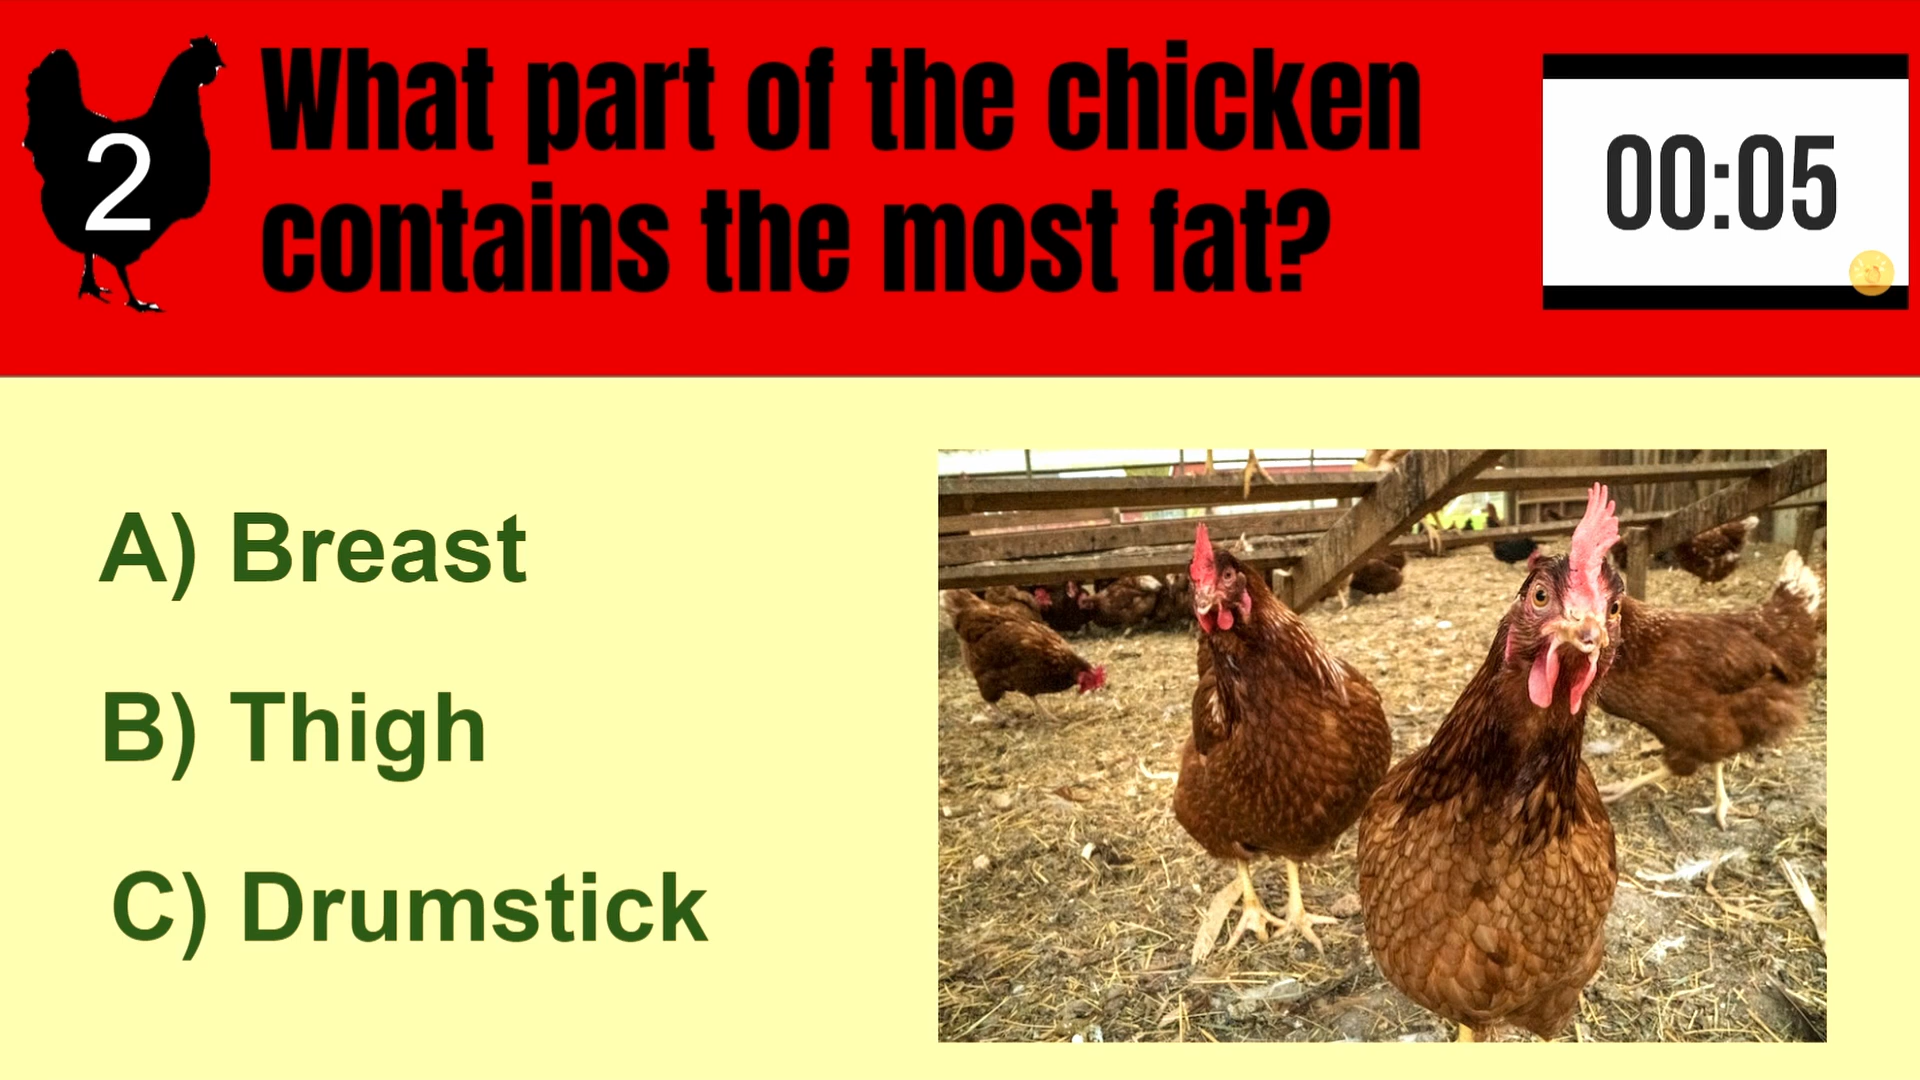 2
What part of the chicken
contains the most fat?
00:05
A) Breast
B) Thigh
C) Drumstick